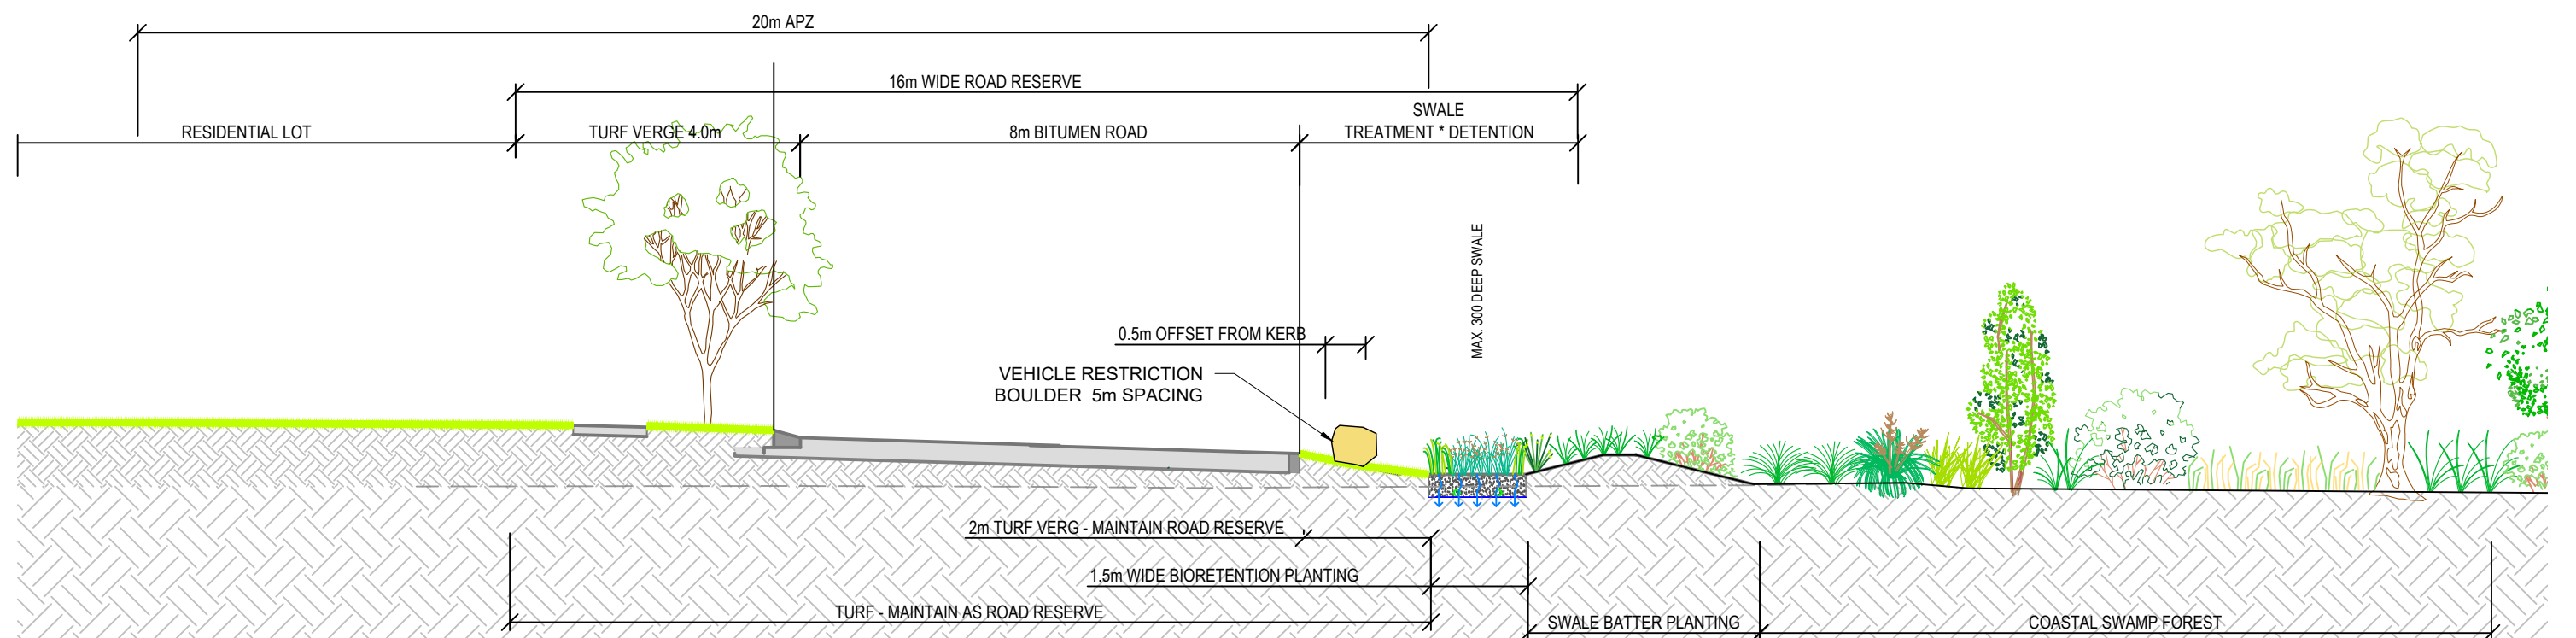 20m APZ
16m WIDE ROAD RESERVE
SWALE
RESIDENTIAL LOT
TURF VERGE 4.0m
8m BITUMEN ROAD
TREATMENT * DETENTION
MAX. 300 DEEP SWALE
0.5m OFFSET FROM KERB
VEHICLE RESTRICTION
BOULDER 5m SPACING
2m TURF VERG - MAINTAIN ROAD RESERVE
1.5m WIDE BIORETENTION PLANTING
TURF - MAINTAIN AS ROAD RESERVE
SWALE BATTER PLANTING
COASTAL SWAMP FOREST